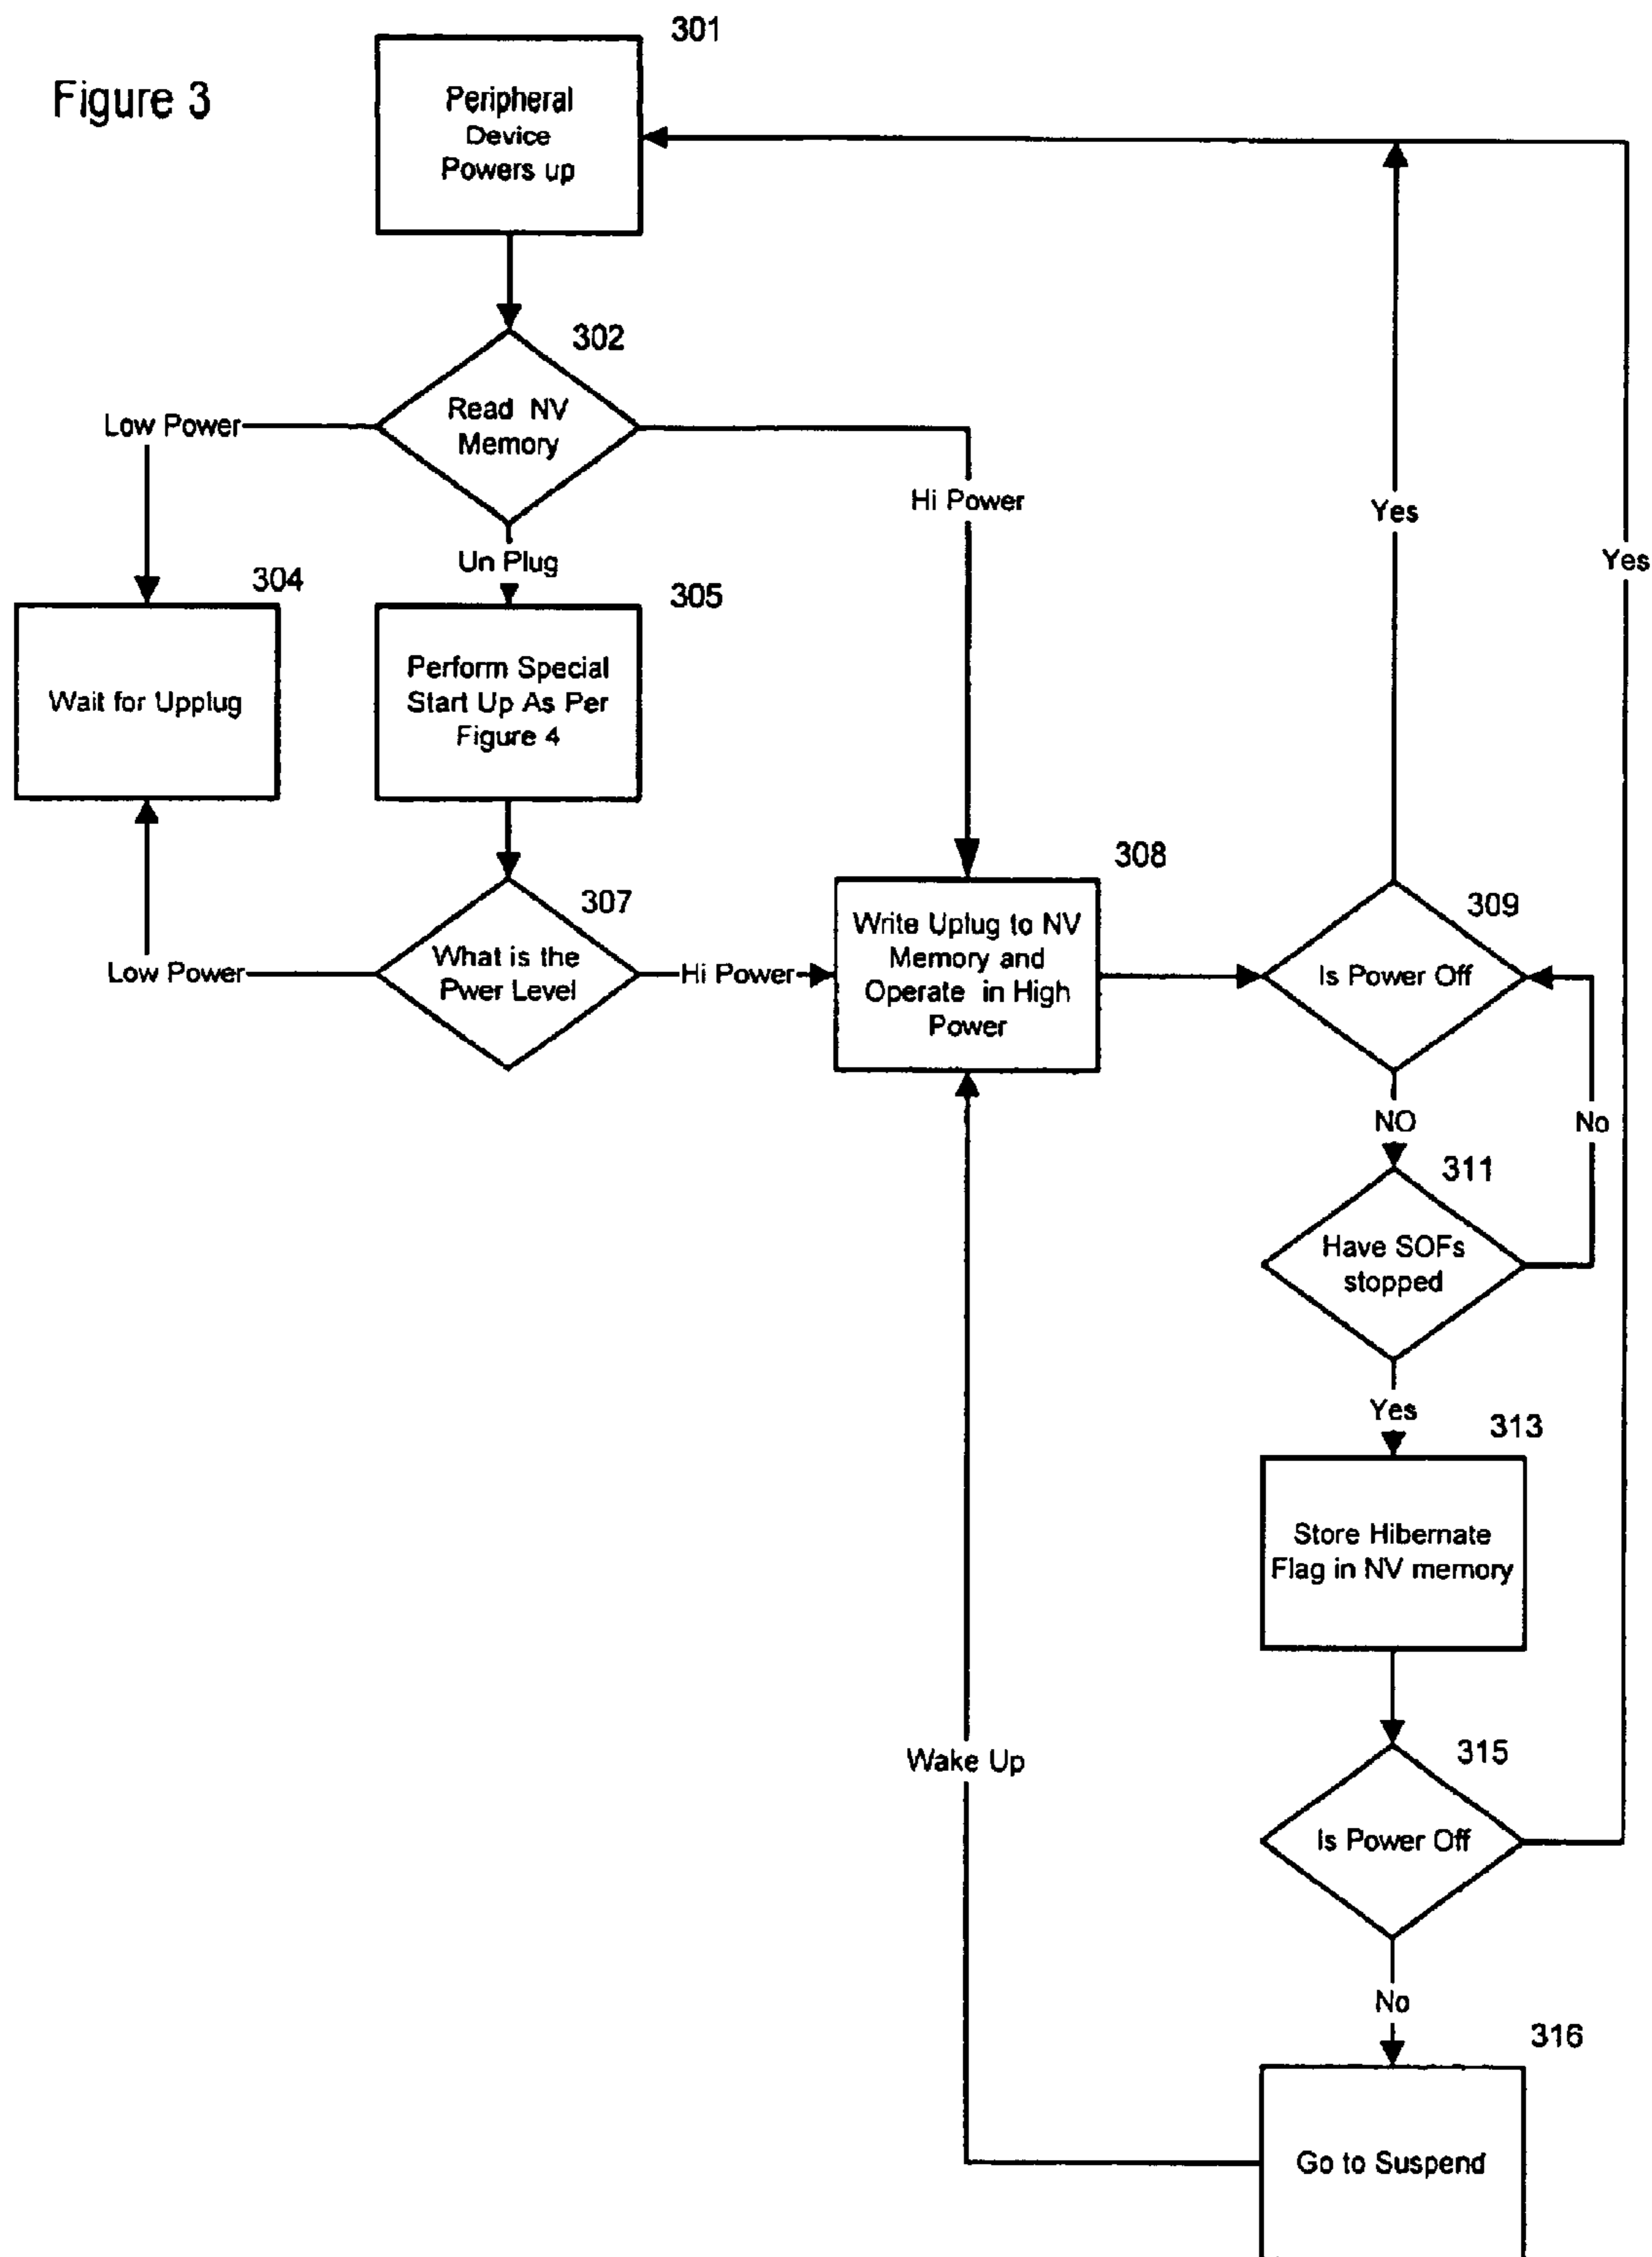 Figure 3
301
Peripheral
Device
Powers up
302
Read NV
Memory
Low Power
Hi Power
Un Plug
Yes
Yes
304
Wait for Upplug
305
Perform Special
Start Up As Per
Figure 4
307
What is the
Pwer Level
Low Power
Hi Power
308
Write Uplug to NV
Memory and
Operate in High
Power
309
Is Power Off
NO
No
311
Have SOFs
stopped
Yes
313
Store Hibernate
Flag in NV memory
315
Is Power Off
Wake Up
No
316
Go to Suspend